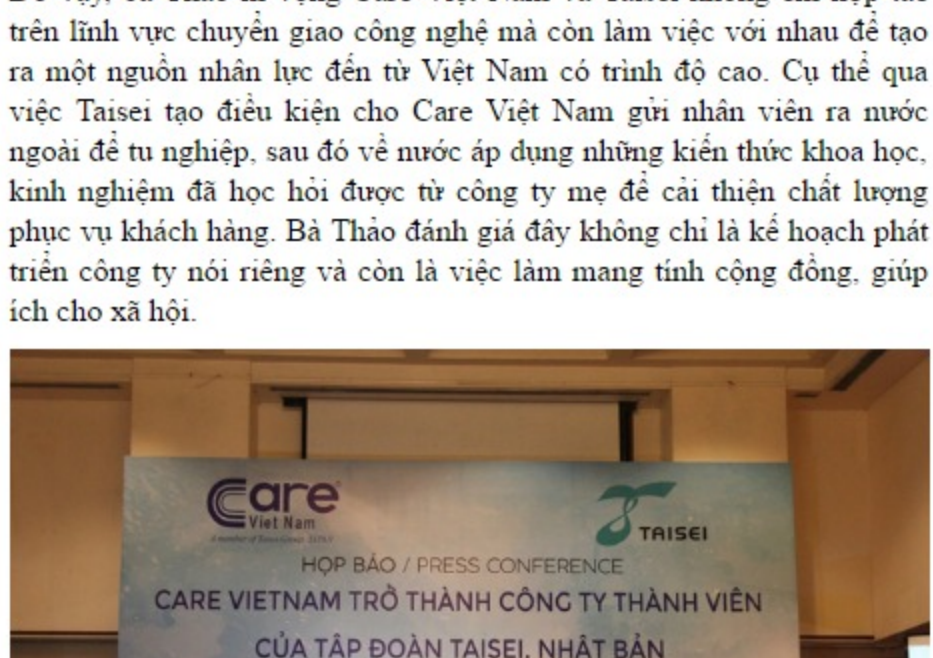 trên lĩnh vực chuyển giao công nghệ mà còn làm việc với nhau để tạo
ra một nguồn nhân lực đến từ Việt Nam có trình độ cao. Cụ thể qua
việc Taisei tạo điều kiện cho Care Việt Nam gửi nhân viên ra nước
ngoài để tu nghiệp, sau đó về nước áp dụng những kiến thức khoa học,
kinh nghiệm đã học hỏi được từ công ty mẹ để cải thiện chất lượng
phục vụ khách hàng. Bà Thảo đánh giá đây không chỉ là kế hoạch phát
triển công ty nói riêng và còn là việc làm mang tính cộng đồng, giúp
ích cho xã hội.
Care
Viet Nam
A member of Taisei Group, JAPAN
TAISEI
HỌP BÁO / PRESS CONFERENCE
CARE VIETNAM TRỞ THÀNH CÔNG TY THÀNH VIÊN
CỦA TẬP ĐOÀN TAISEI, NHẬT BẢN